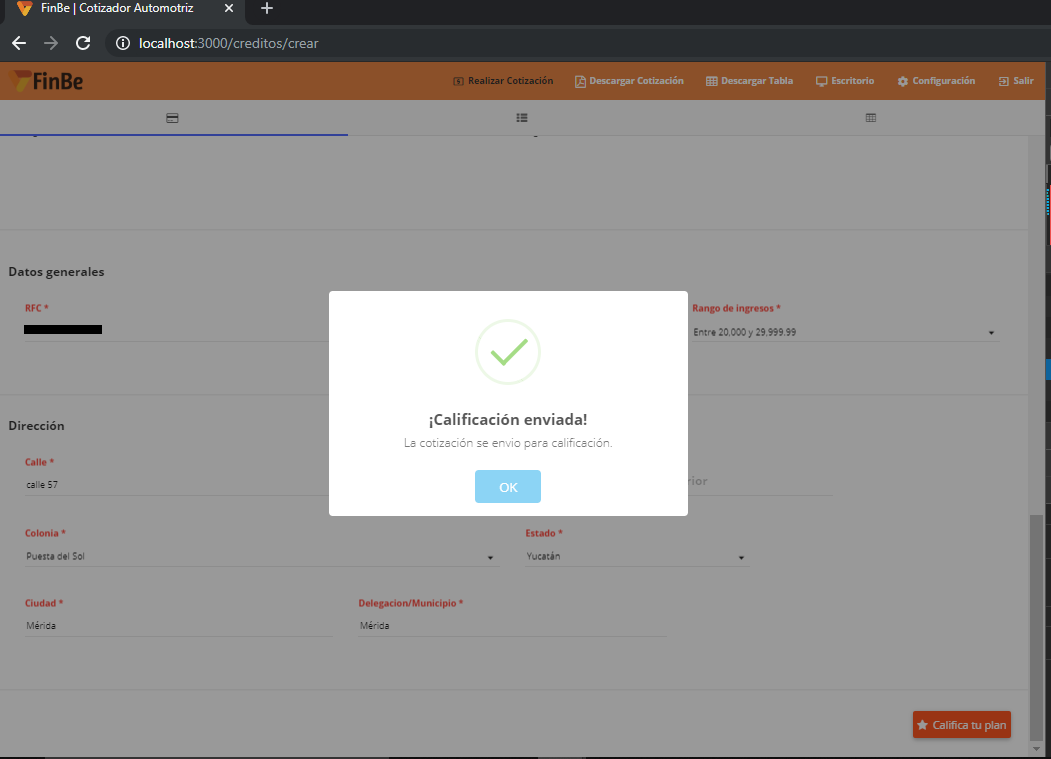 FinBe | Cotizador Automotriz
localhost:3000/creditos/crear
FinBe
Realizar Cotización
Descargar Cotización
Descargar Tabla
Escritorio
Configuración
Salir
Datos generales
RFC *
Rango de ingresos *
Entre 20,000 y 29,999.99
¡Calificación enviada!
La cotización se envio para calificación.
OK
Dirección
Calle *
calle 57
rior
Colonia *
Puesta del Sol
Estado *
Yucatán
Ciudad *
Mérida
Delegacion/Municipio *
Mérida
Califica tu plan